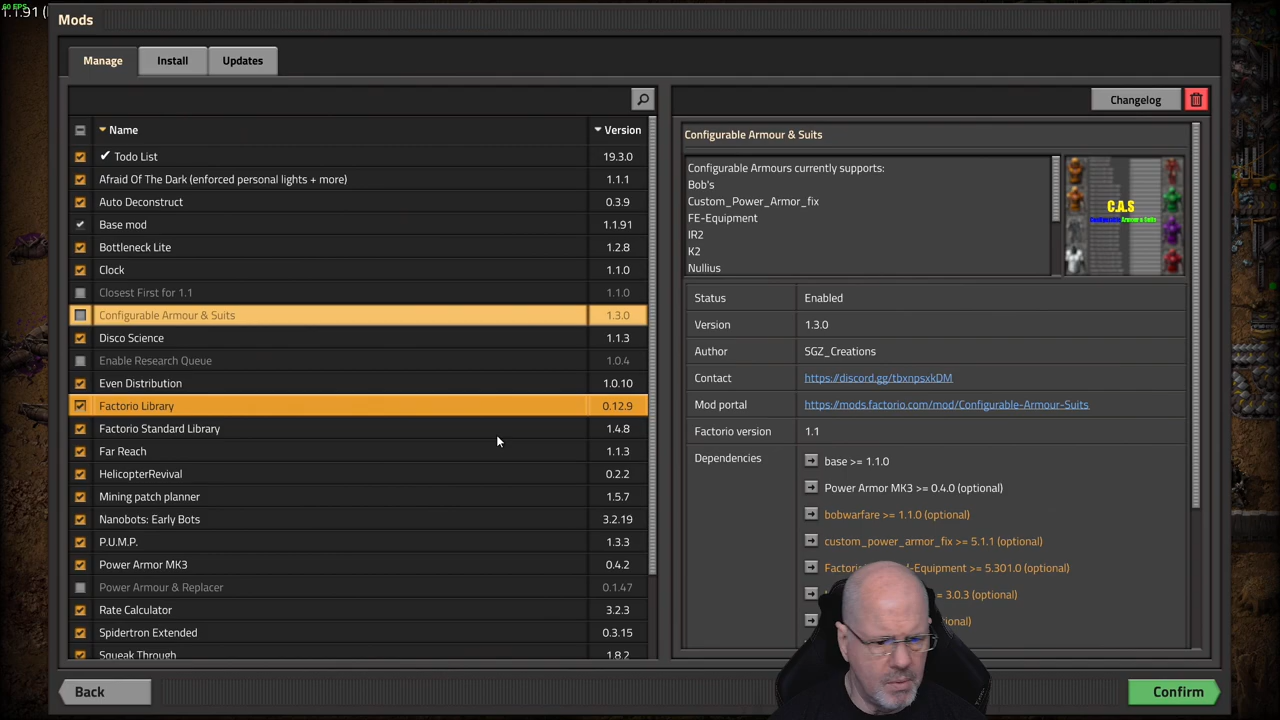 60 FPS
1.1.91 (
Mods
Manage
Install
Updates
Changelog
Name
Version
✔ Todo List 19.3.0
Afraid Of The Dark (enforced personal lights + more) 1.1.1
Auto Deconstruct 0.3.9
Base mod 1.1.91
Bottleneck Lite 1.2.8
Clock 1.1.0
Closest First for 1.1 1.1.0
Configurable Armour & Suits 1.3.0
Disco Science 1.1.3
Enable Research Queue 1.0.4
Even Distribution 1.0.10
Factorio Library 0.12.9
Factorio Standard Library 1.4.8
Far Reach 1.1.3
HelicopterRevival 0.2.2
Mining patch planner 1.5.7
Nanobots: Early Bots 3.2.19
P.U.M.P. 1.3.3
Power Armor MK3 0.4.2
Power Armour & Replacer 0.1.47
Rate Calculator 3.2.3
Spidertron Extended 0.3.15
Squeak Through 1.8.2
Configurable Armour & Suits
Configurable Armours currently supports:
Bob's
Custom_Power_Armor_fix
FE-Equipment
IR2
K2
Nullius
C.A.S
Configurable Armour & Suits
Status Enabled
Version 1.3.0
Author SGZ_Creations
Contact https://discord.gg/tbxnpsxkDM
Mod portal https://mods.factorio.com/mod/Configurable-Armour-Suits
Factorio version 1.1
Dependencies base >= 1.1.0
Power Armor MK3 >= 0.4.0 (optional)
bobwarfare >= 1.1.0 (optional)
custom_power_armor_fix >= 5.1.1 (optional)
Factori d-Equipment >= 5.301.0 (optional)
= 3.0.3 (optional)
onal)
Back
Confirm